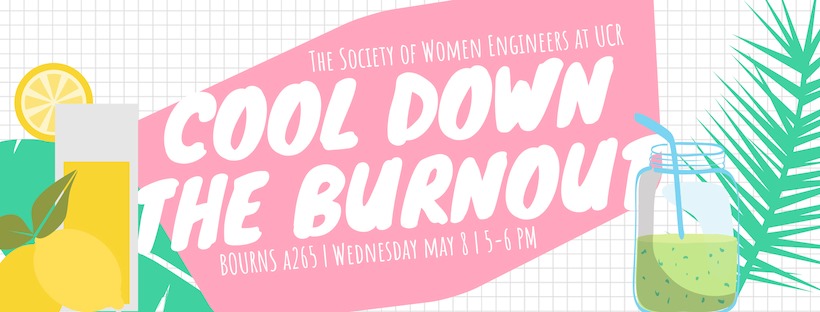 The Society of Women Engineers at UCR
COOL DOWN
THE BURNOUT
BOURNS A265 | Wednesday may 8 | 5-6 PM